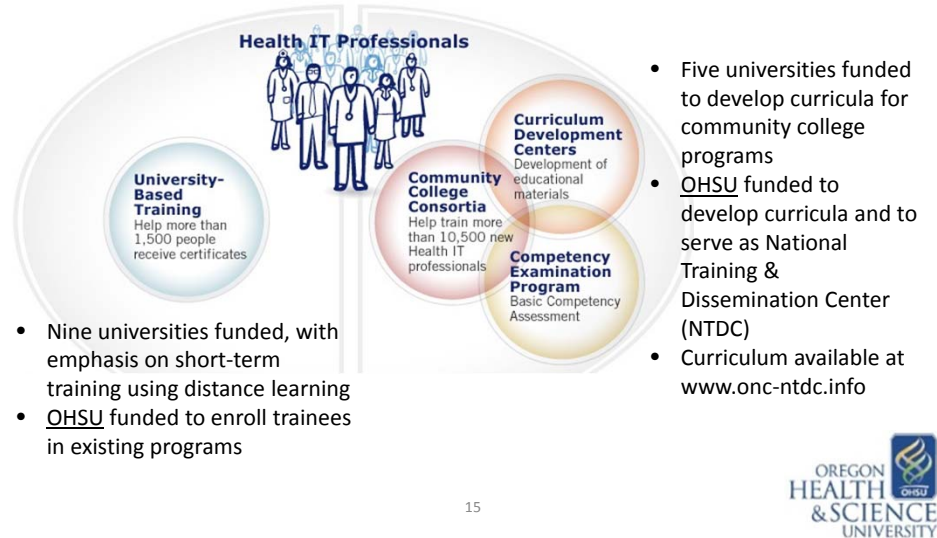 Health IT Professionals
University-
Based
Training
Help more than
1,500 people
receive certificates
Community
College
Consortia
Help train more
than 10,500 new
Health IT
professionals
Curriculum
Development
Centers
Development of
educational
materials
Competency
Examination
Program
Basic Competency
Assessment
• Nine universities funded, with
emphasis on short-term
training using distance learning
• OHSU funded to enroll trainees
in existing programs
• Five universities funded
to develop curricula for
community college
programs
• OHSU funded to
develop curricula and to
serve as National
Training &
Dissemination Center
(NTDC)
• Curriculum available at
www.onc-ntdc.info
15
OREGON
HEALTH
&SCIENCE
UNIVERSITY
OHSU